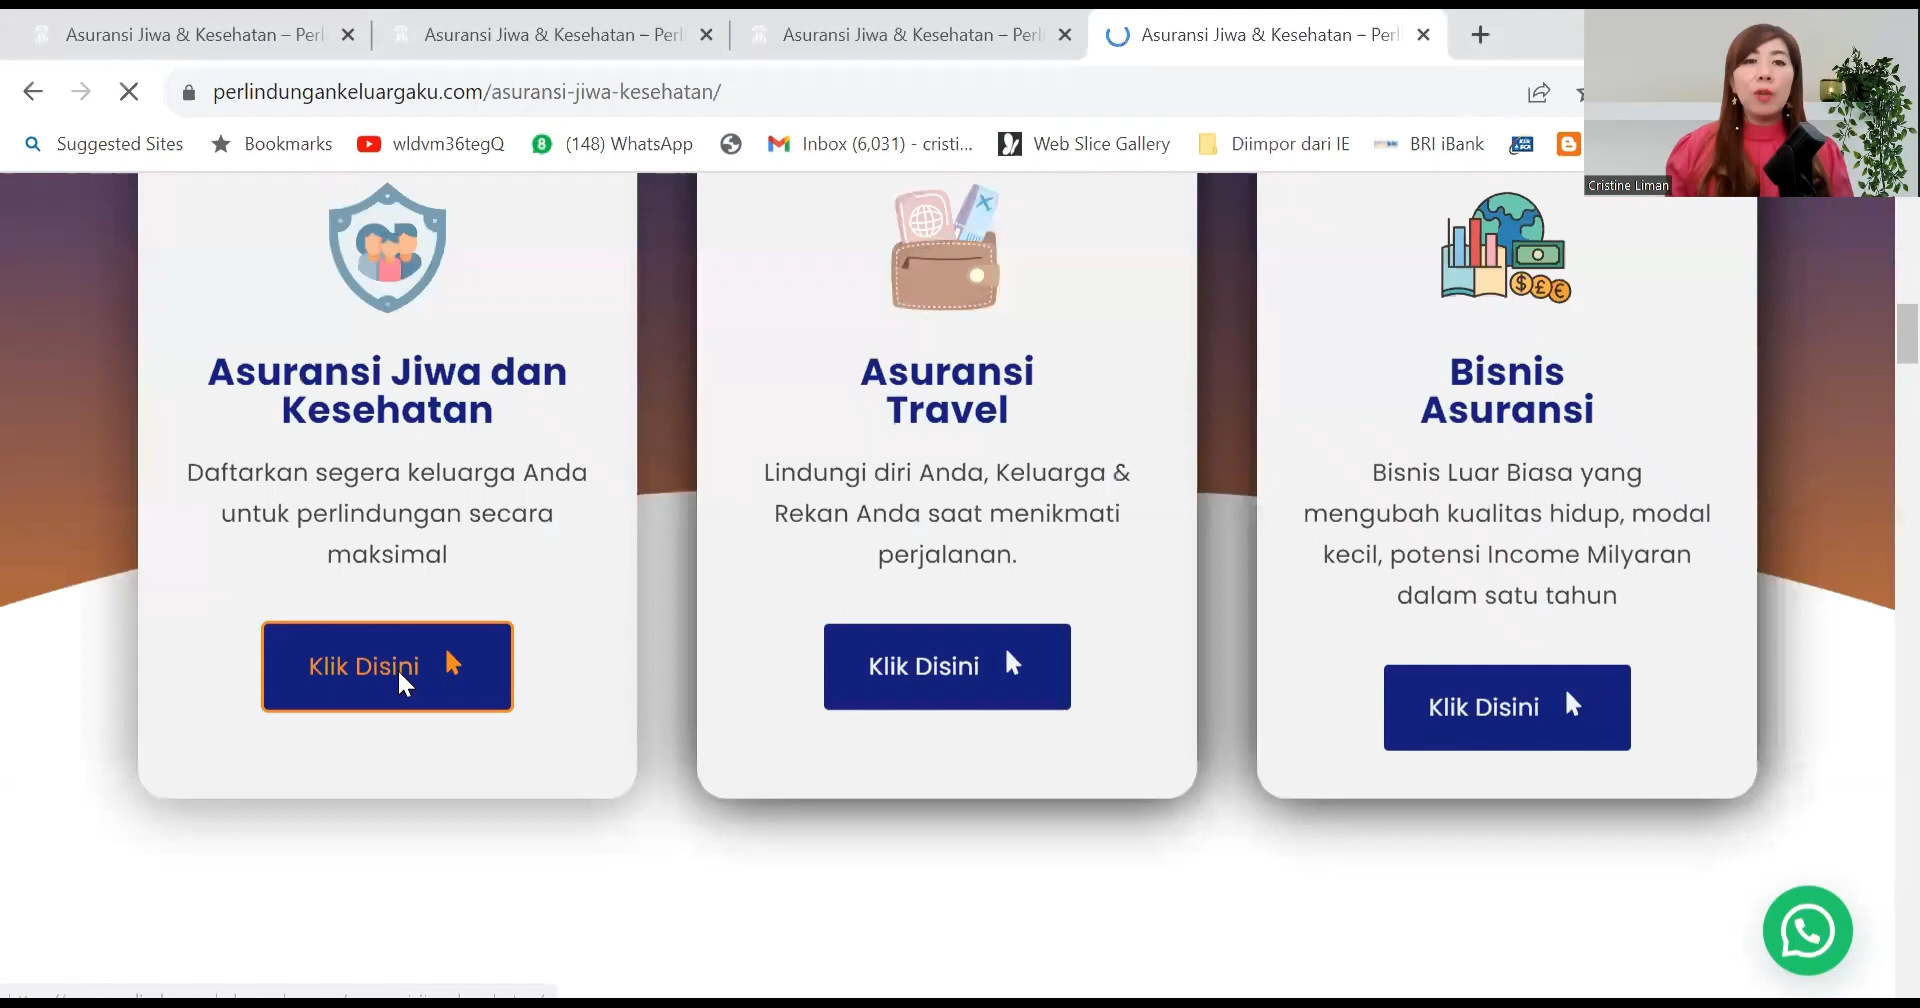 Asuransi Jiwa & Kesehatan – Perl
Asuransi Jiwa & Kesehatan – Perl
Asuransi Jiwa & Kesehatan – Perl
Asuransi Jiwa & Kesehatan – Perl
perlindungankeluargaku.com/asuransi-jiwa-kesehatan/
Suggested Sites
Bookmarks
wldvm36tegQ
8
(148) WhatsApp
Inbox (6,031) - cristi...
Web Slice Gallery
Diimpor dari IE
BRI iBank
Cristine Liman
Asuransi Jiwa dan
Kesehatan
Daftarkan segera keluarga Anda
untuk perlindungan secara
maksimal
Klik Disini
Asuransi
Travel
Lindungi diri Anda, Keluarga &
Rekan Anda saat menikmati
perjalanan.
Klik Disini
Bisnis
Asuransi
Bisnis Luar Biasa yang
mengubah kualitas hidup, modal
kecil, potensi Income Milyaran
dalam satu tahun
Klik Disini